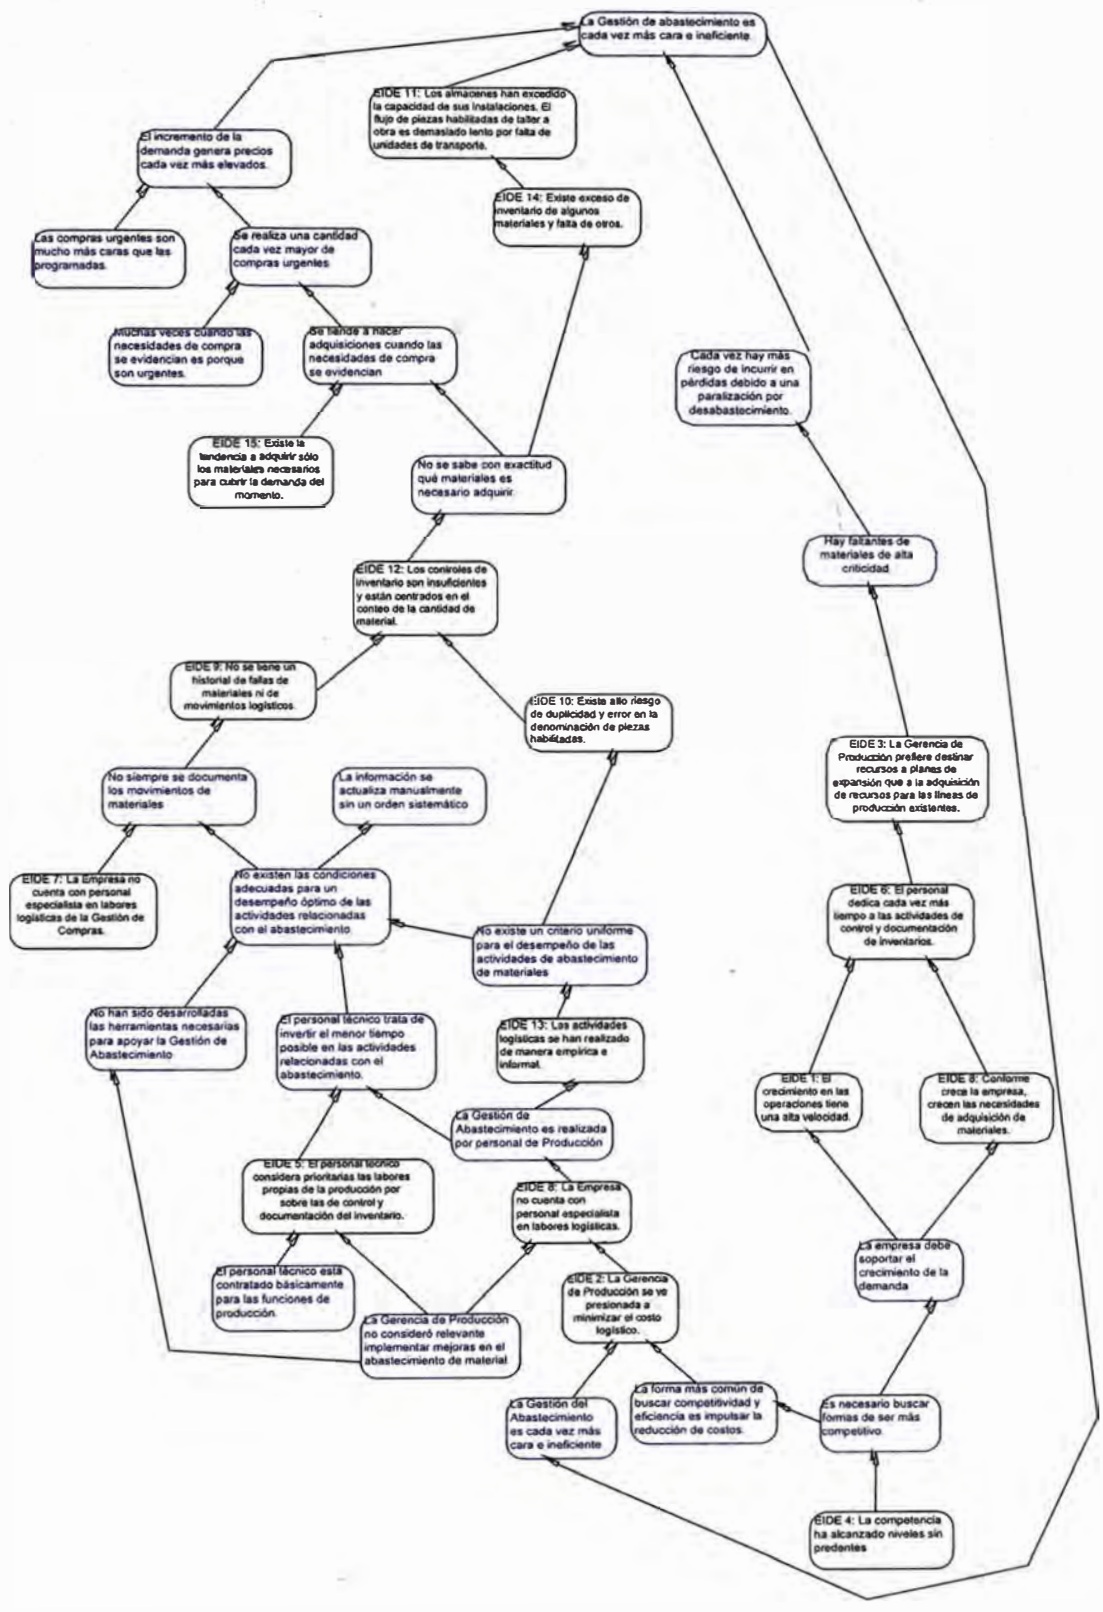 La Gestión de abastecimiento es
cada vez más cara e ineficiente.
EIDE 11: Los almacenes han excedido
la capacidad de sus instalaciones. El
flujo de piezas habilitadas de taller a
obra es demasiado lento por falta de
unidades de transporte.
El incremento de la
demanda genera precios
cada vez más elevados.
EIDE 14: Existe exceso de
inventario de algunos
materiales y falta de otros.
Las compras urgentes son
mucho más caras que las
programadas.
Se realiza una cantidad
cada vez mayor de
compras urgentes
Muchas veces cuando las
necesidades de compra
se evidencian es porque
son urgentes.
Se tiende a hacer
adquisiciones cuando las
necesidades de compra
se evidencian
Cada vez hay más
riesgo de incurrir en
pérdidas debido a una
paralización por
desabastecimiento.
EIDE 15: Existe la
tendencia a adquirir sólo
los materiales necesarios
para cubrir la demanda del
momento.
No se sabe con exactitud
qué materiales es
necesario adquirir.
Hay faltantes de
materiales de alta
criticidad
EIDE 12: Los controles de
inventario son insuficientes
y están centrados en el
conteo de la cantidad de
material.
EIDE 9: No se tiene un
historial de fallas de
materiales ni de
movimientos logísticos.
EIDE 10: Existe alto riesgo
de duplicidad y error en la
denominación de piezas
habilitadas.
EIDE 3: La Gerencia de
Producción prefiere destinar
recursos a planes de
expansión que a la adquisición
de recursos para las líneas de
producción existentes.
No siempre se documenta
los movimientos de
materiales
La información se
actualiza manualmente
sin un orden sistemático
EIDE 7: La Empresa no
cuenta con personal
especialista en labores
logísticas de la Gestión de
Compras.
No existen las condiciones
adecuadas para un
desempeño óptimo de las
actividades relacionadas
con el abastecimiento
EIDE 6: El personal
dedica cada vez más
tiempo a las actividades de
control y documentación
de inventarios.
No existe un criterio uniforme
para el desempeño de las
actividades de abastecimiento
de materiales
No han sido desarrolladas
las herramientas necesarias
para apoyar la Gestión de
Abastecimiento
El personal técnico trata de
invertir el menor tiempo
posible en las actividades
relacionadas con el
abastecimiento.
EIDE 13: Las actividades
logísticas se han realizado
de manera empírica e
informal.
EIDE 1: El
crecimiento en las
operaciones tiene
una alta velocidad.
EIDE 8: Conforme
crece la empresa,
crecen las necesidades
de adquisición de
materiales.
La Gestión de
Abastecimiento es realizada
por personal de Producción
EIDE 5: El personal técnico
considera prioritarias las labores
propias de la producción por
sobre las de control y
documentación del inventario.
EIDE 8: La Empresa
no cuenta con
personal especialista
en labores logísticas.
La empresa debe
soportar el
crecimiento de la
demanda
El personal técnico está
contratado básicamente
para las funciones de
producción.
EIDE 2: La Gerencia
de Producción se ve
presionada a
minimizar el costo
logístico.
La Gerencia de Producción
no consideró relevante
implementar mejoras en el
abastecimiento de material
La Gestión del
Abastecimiento
es cada vez más
cara e ineficiente
La forma más común de
buscar competitividad y
eficiencia es impulsar la
reducción de costos.
Es necesario buscar
formas de ser más
competitivo.
EIDE 4: La competencia
ha alcanzado niveles sin
predentes